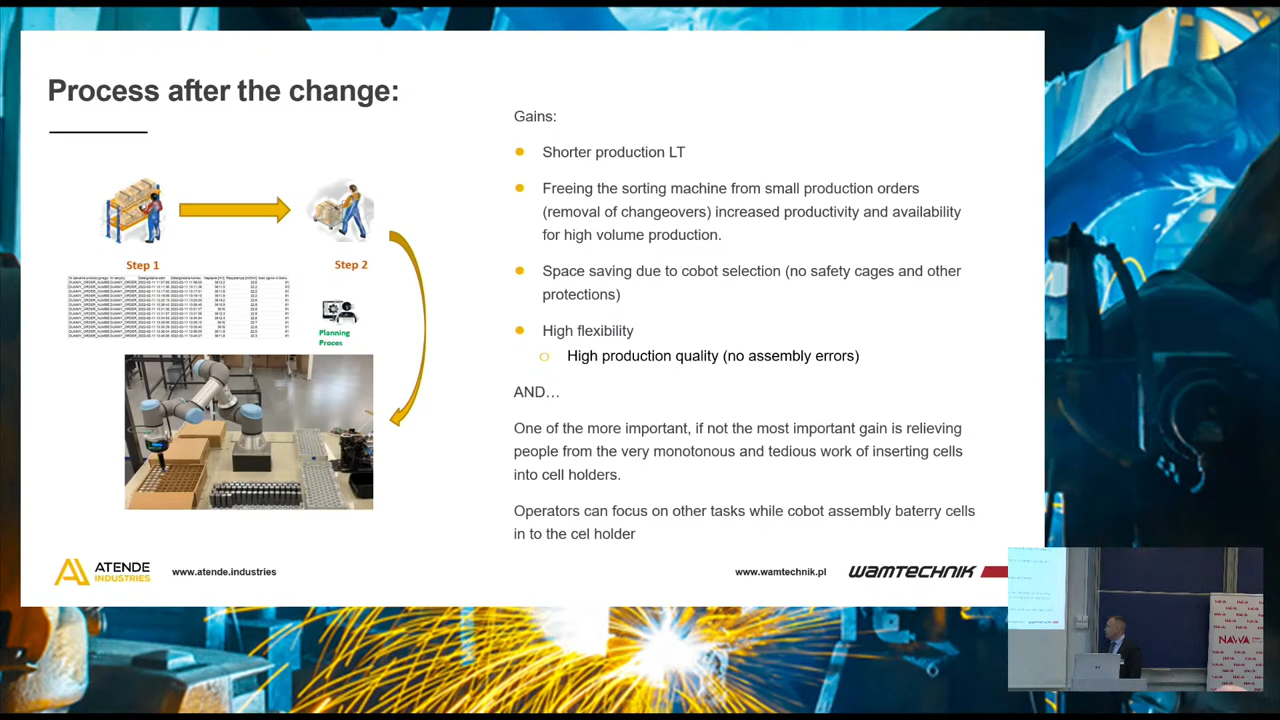 Process after the change:
Step 1
Step 2
Planning
Proces
Gains:
Shorter production LT
Freeing the sorting machine from small production orders
(removal of changeovers) increased productivity and availability
for high volume production.
Space saving due to cobot selection (no safety cages and other
protections)
High flexibility
High production quality (no assembly errors)
AND...
One of the more important, if not the most important gain is relieving
people from the very monotonous and tedious work of inserting cells
into cell holders.
Operators can focus on other tasks while cobot assembly baterry cells
in to the cel holder
ATENDE
INDUSTRIES
www.atende.industries
www.wamtechnik.pl
WAMTECHNIK
NAWA